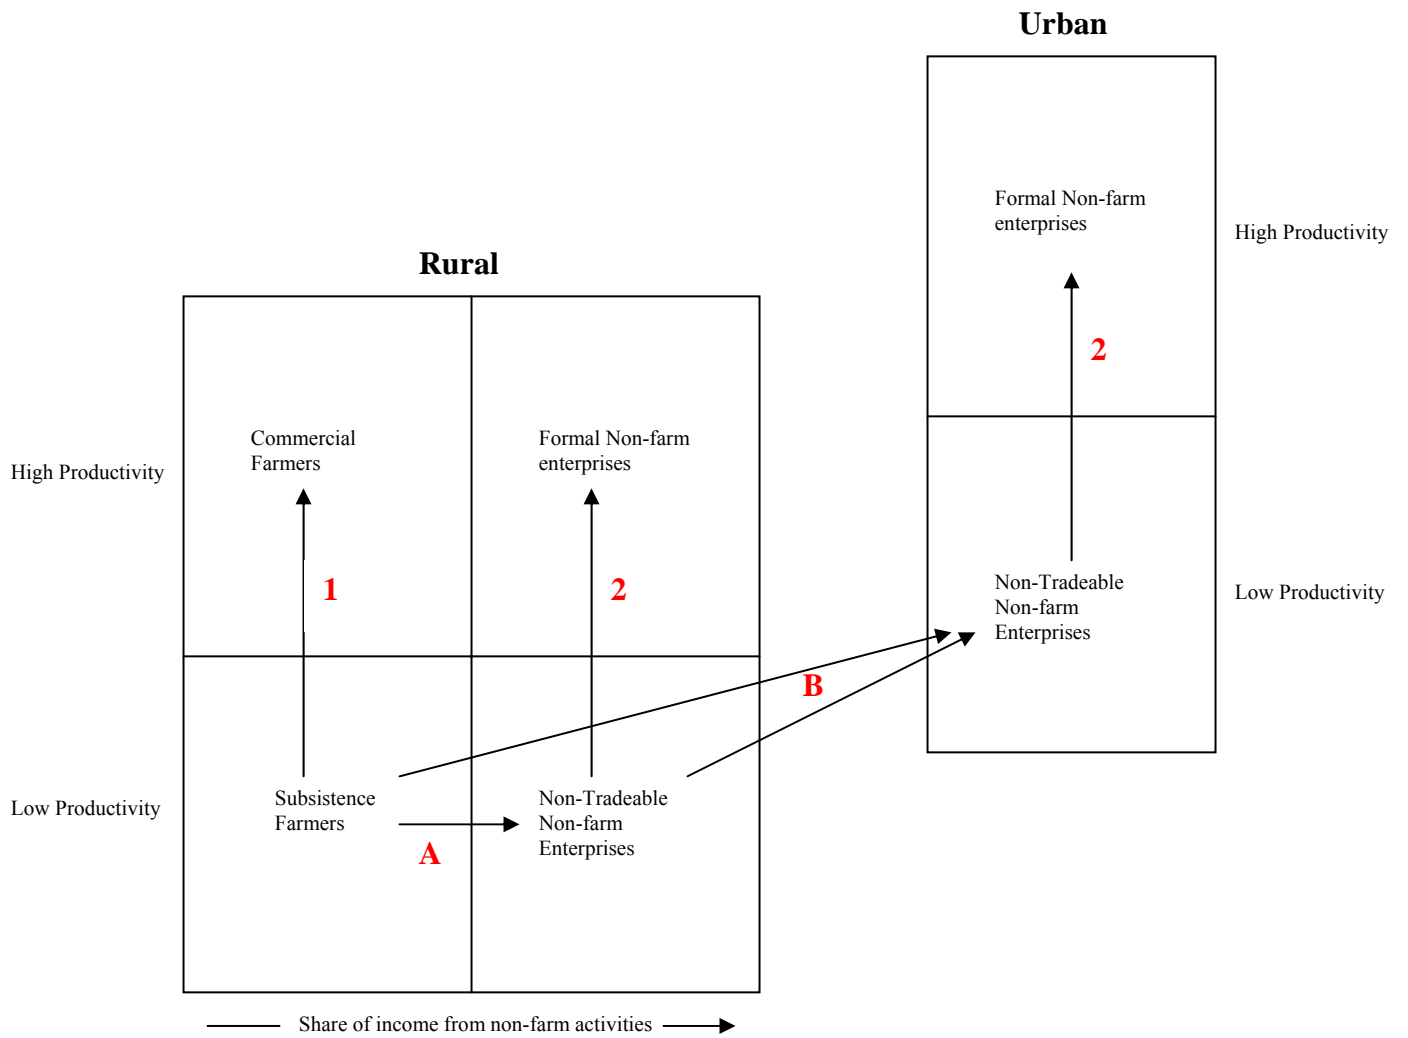 Urban
Formal Non-farm
enterprises
High Productivity
2
Non-Tradeable
Non-farm
Enterprises
Low Productivity
Rural
High Productivity
Commercial
Farmers
Formal Non-farm
enterprises
1
2
B
Low Productivity
Subsistence
Farmers
Non-Tradeable
Non-farm
Enterprises
A
Share of income from non-farm activities